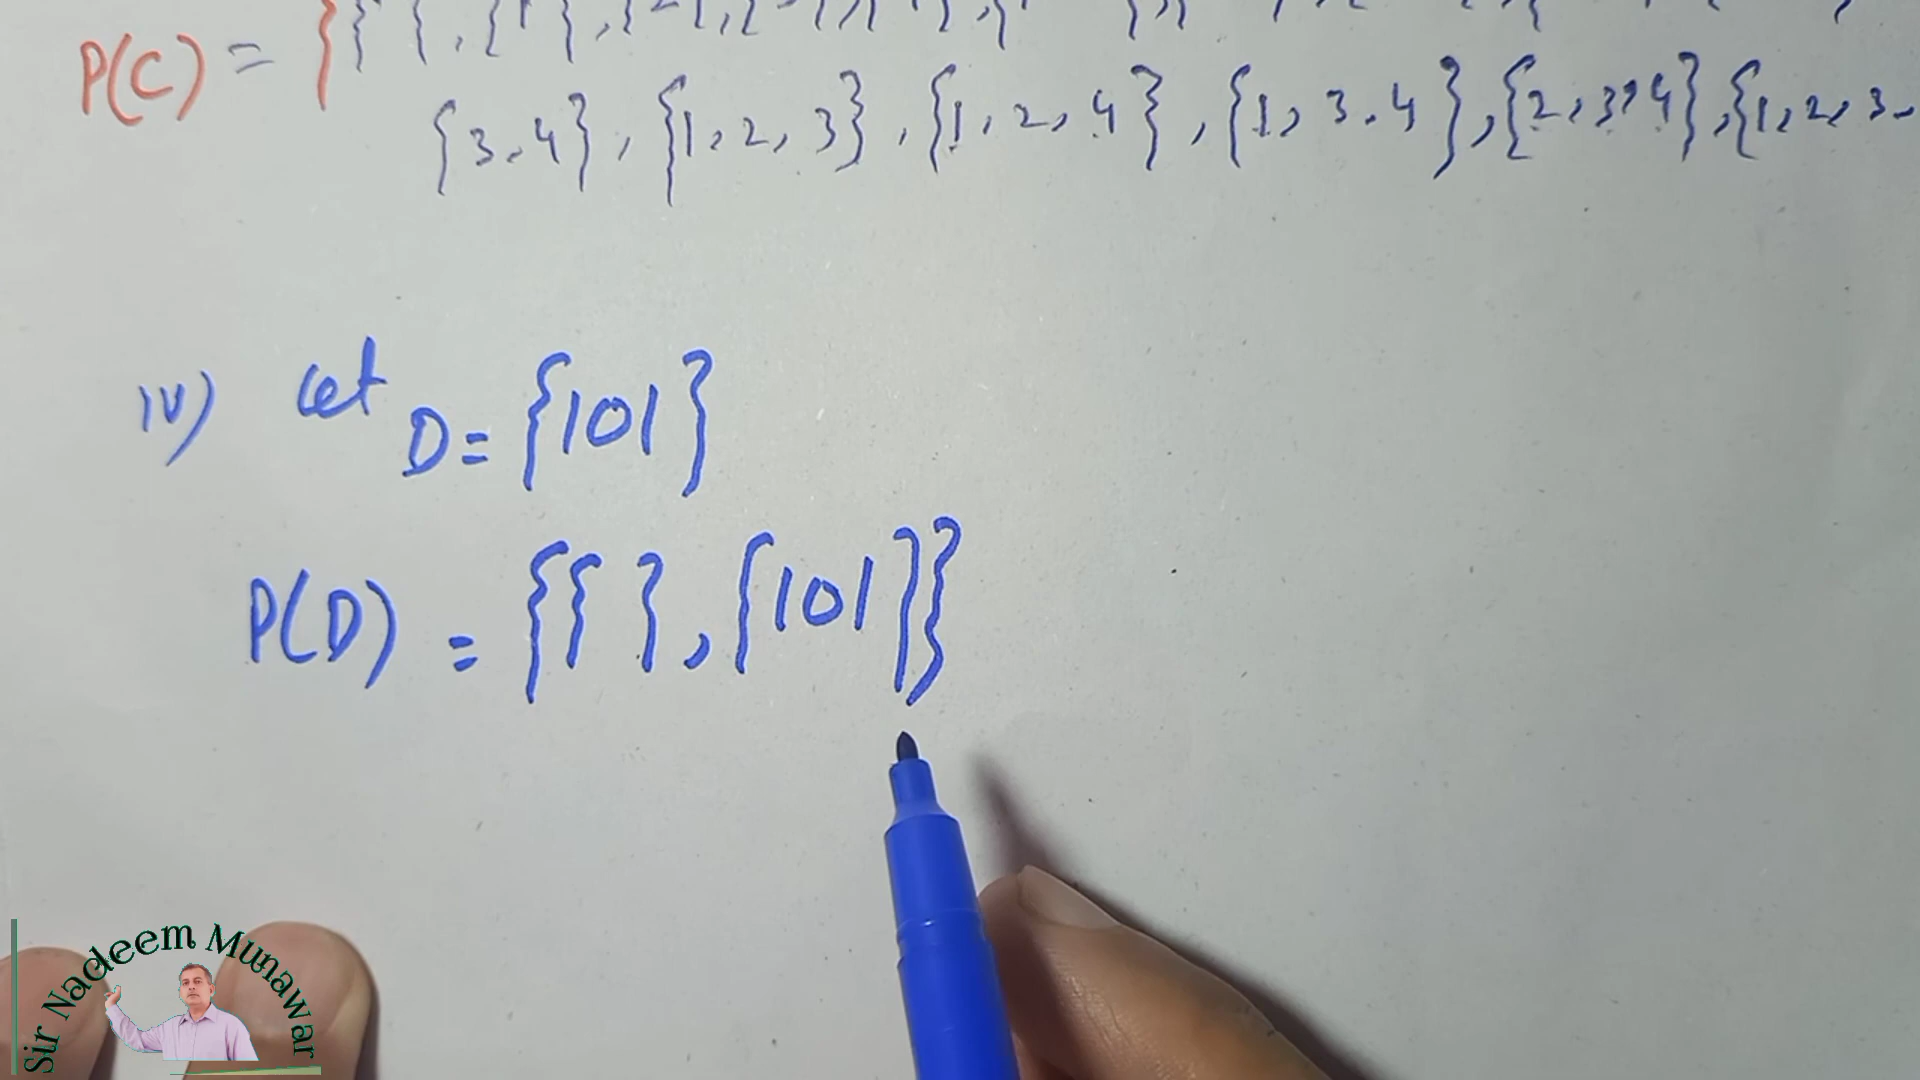 P(C) = {{ }, {1},
{3,4}, {1,2,3}, {1,2,4}, {1,3,4}, {2,3,4}, {1,2,3,
iv) Let D = {101}
P(D) = {{ }, {101}}
Sir Nadeem Munawar